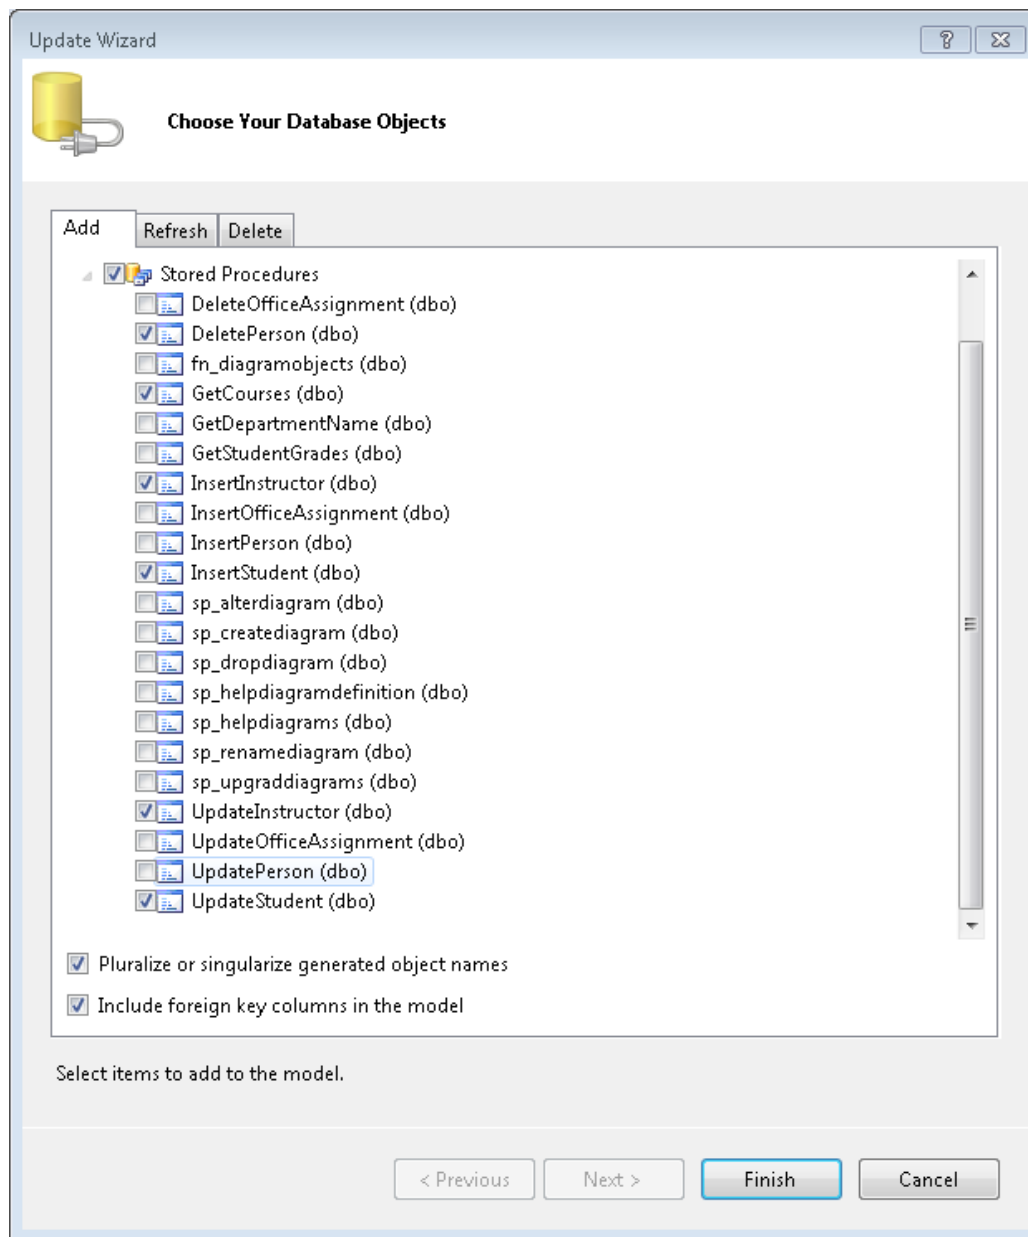 Update Wizard
Choose Your Database Objects
Add Refresh Delete
Stored Procedures
DeleteOfficeAssignment (dbo)
DeletePerson (dbo)
fn_diagramobjects (dbo)
GetCourses (dbo)
GetDepartmentName (dbo)
GetStudentGrades (dbo)
InsertInstructor (dbo)
InsertOfficeAssignment (dbo)
InsertPerson (dbo)
InsertStudent (dbo)
sp_alterdiagram (dbo)
sp_creatediagram (dbo)
sp_dropdiagram (dbo)
sp_helpdiagramdefinition (dbo)
sp_helpdiagrams (dbo)
sp_renamediagram (dbo)
sp_upgraddiagrams (dbo)
UpdateInstructor (dbo)
UpdateOfficeAssignment (dbo)
UpdatePerson (dbo)
UpdateStudent (dbo)
Pluralize or singularize generated object names
Include foreign key columns in the model
Select items to add to the model.
< Previous Next > Finish Cancel